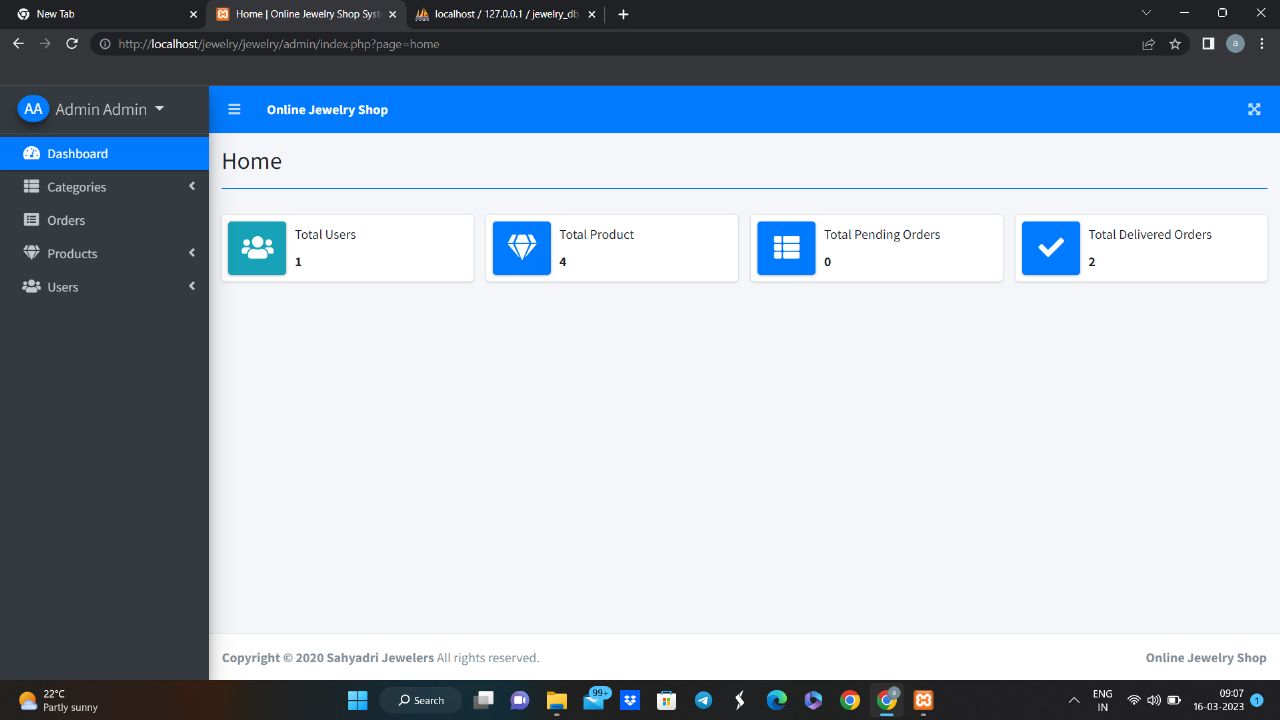 New Tab
Home | Online Jewelry Shop Syst
localhost / 127.0.0.1 / jewelry_db
http://localhost/jewelry/jewelry/admin/index.php?page=home
a
AA Admin Admin
Online Jewelry Shop
Dashboard
Categories
Orders
Products
Users
Home
Total Users
1
Total Product
4
Total Pending Orders
0
Total Delivered Orders
2
Copyright © 2020 Sahyadri Jewelers All rights reserved.
Online Jewelry Shop
22°C
Partly sunny
Search
99+
ENG
IN
09:07
16-03-2023
1